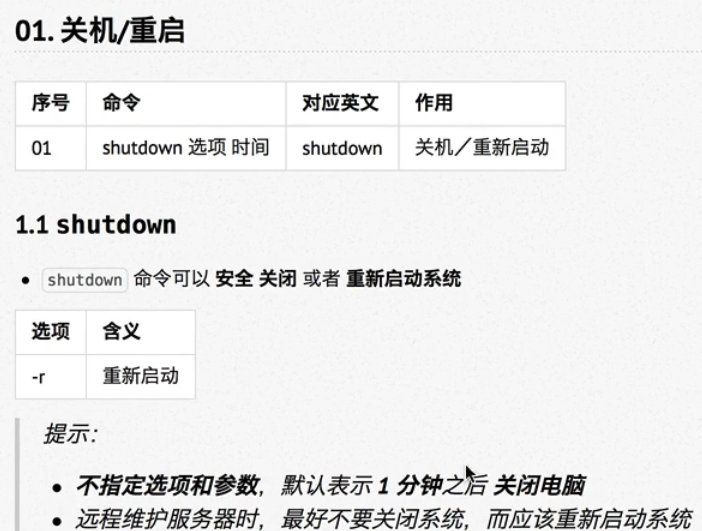 01. 关机/重启
序号 命令 对应英文 作用
01 shutdown 选项 时间 shutdown 关机／重新启动
1.1 shutdown
• shutdown 命令可以 安全 关闭 或者 重新启动系统
选项 含义
-r 重新启动
提示：
• 不指定选项和参数，默认表示 1 分钟之后 关闭电脑
• 远程维护服务器时，最好不要关闭系统，而应该重新启动系统